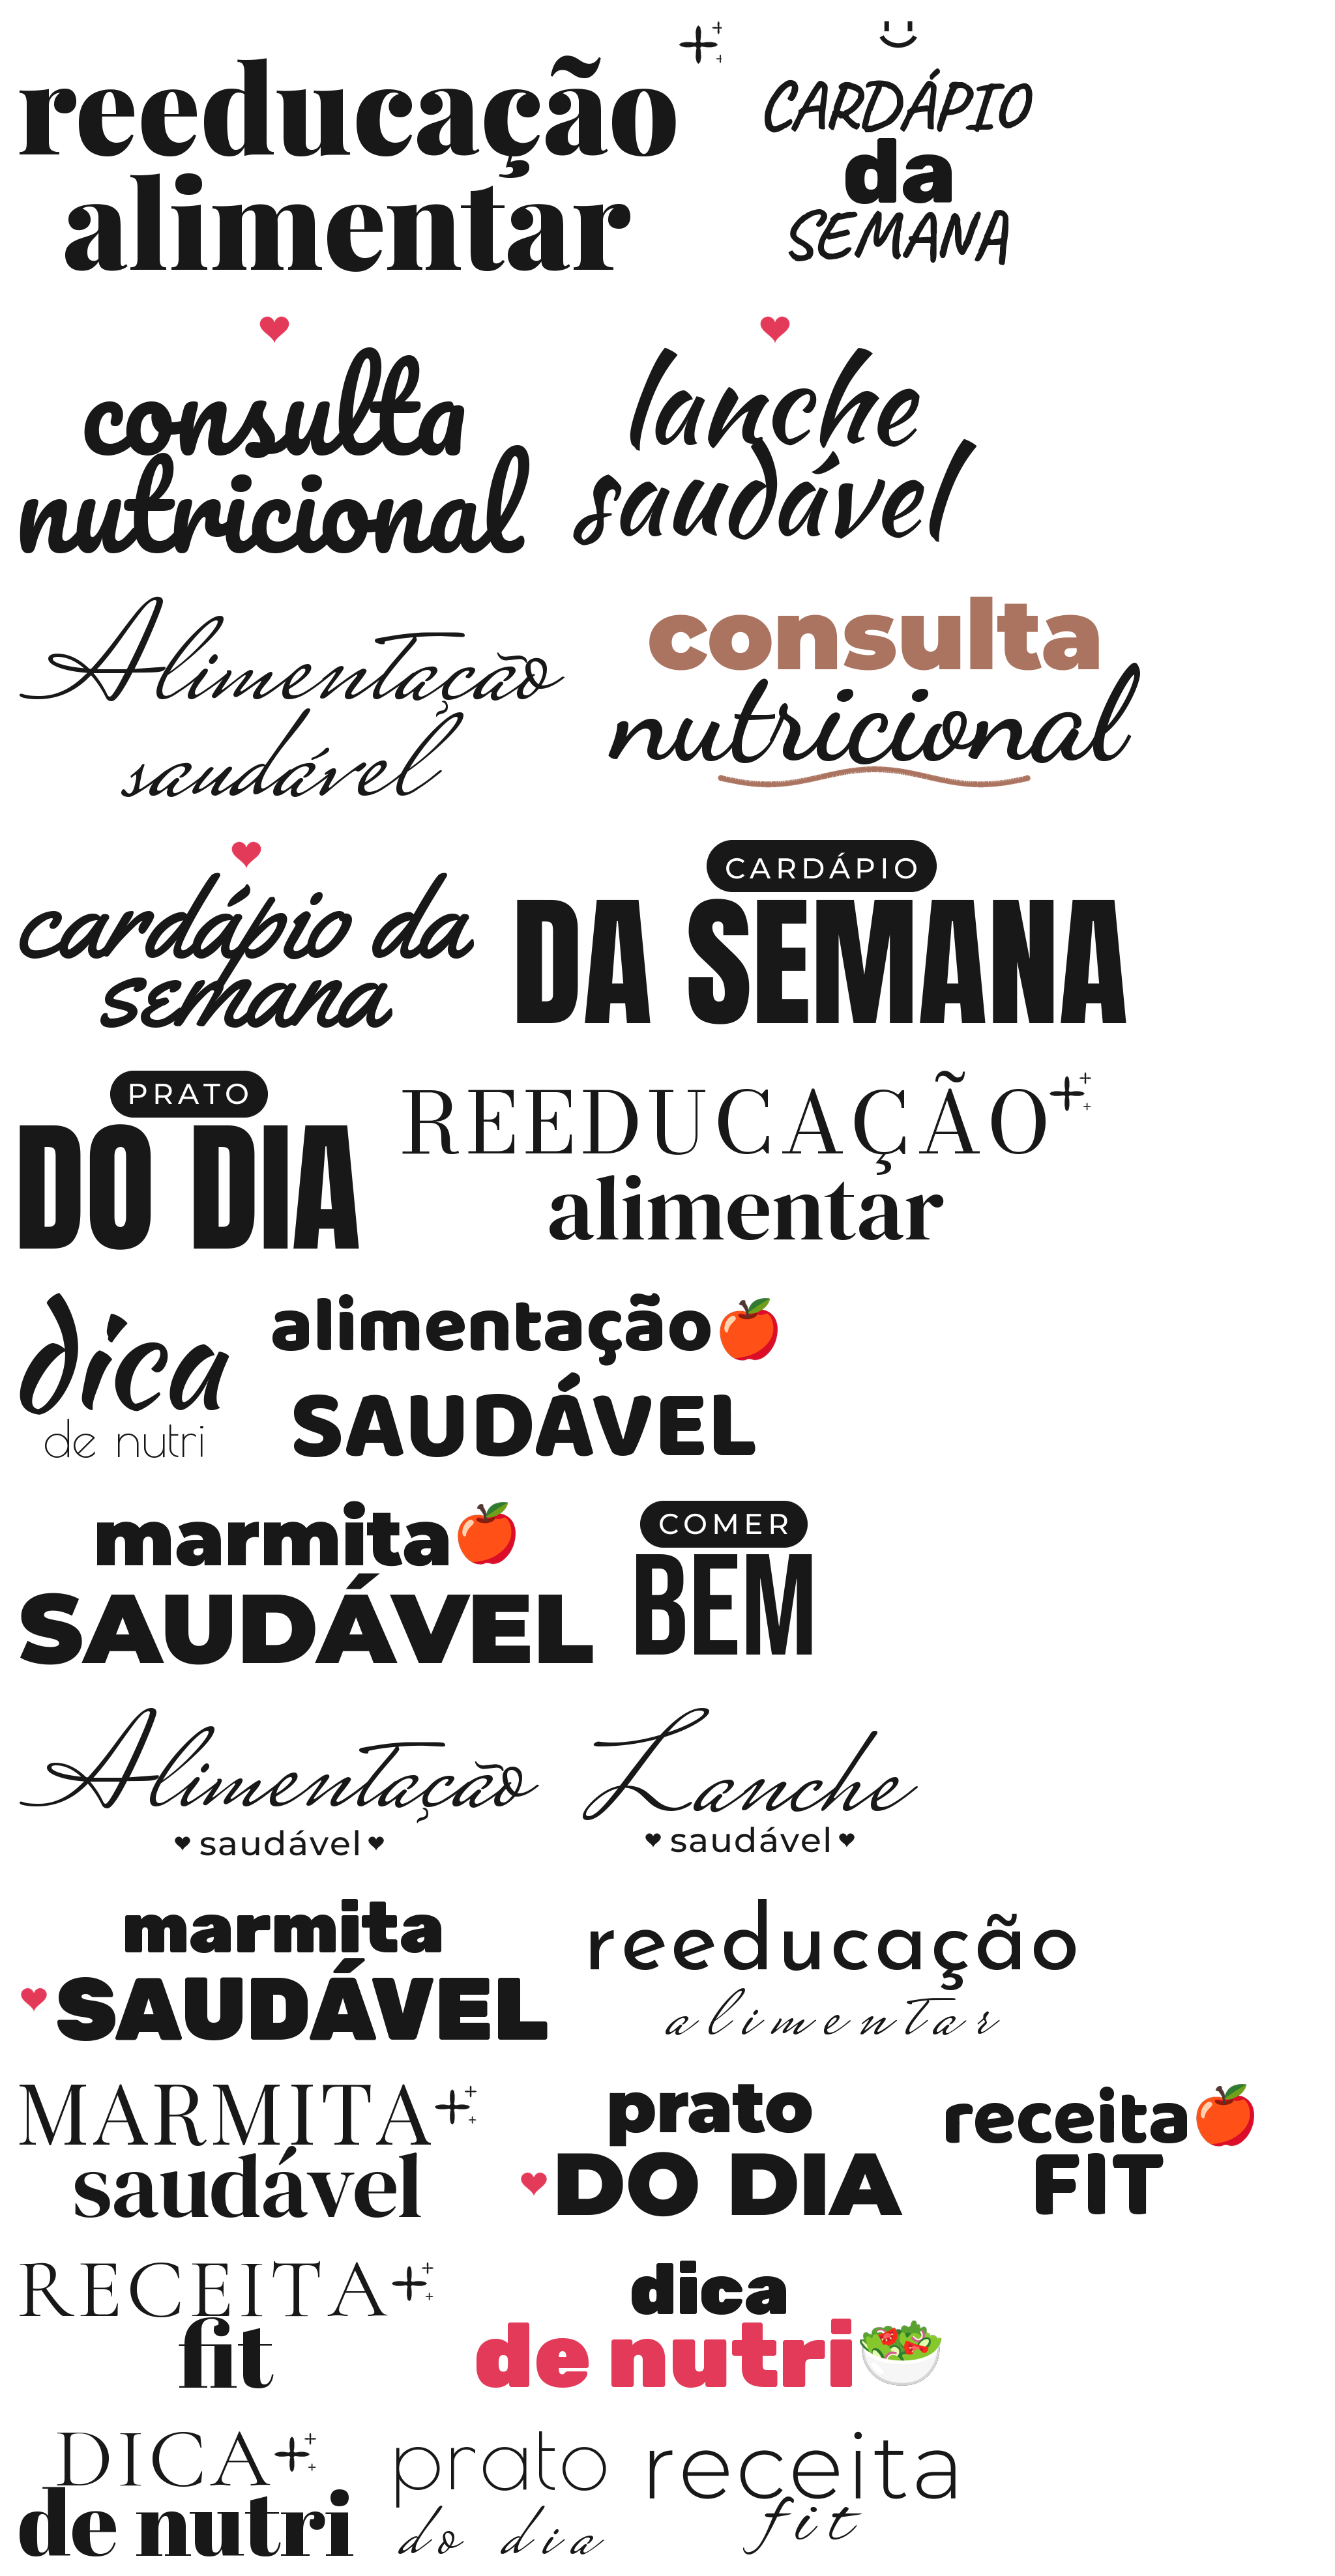 reeducação
alimentar
CARDÁPIO
da
SEMANA
consulta
nutricional
lanche
saudável
Alimentação
saudável
consulta
nutricional
cardápio da
semana
CARDÁPIO
DA SEMANA
PRATO
DO DIA
REEDUCAÇÃO
alimentar
dica
de nutri
alimentação
SAUDÁVEL
marmita
SAUDÁVEL
COMER
BEM
Alimentação
saudável
Lanche
saudável
marmita
SAUDÁVEL
reeducação
alimentar
MARMITA
saudável
prato
DO DIA
receita
FIT
RECEITA
fit
dica
de nutri
DICA
de nutri
prato
do dia
receita
fit